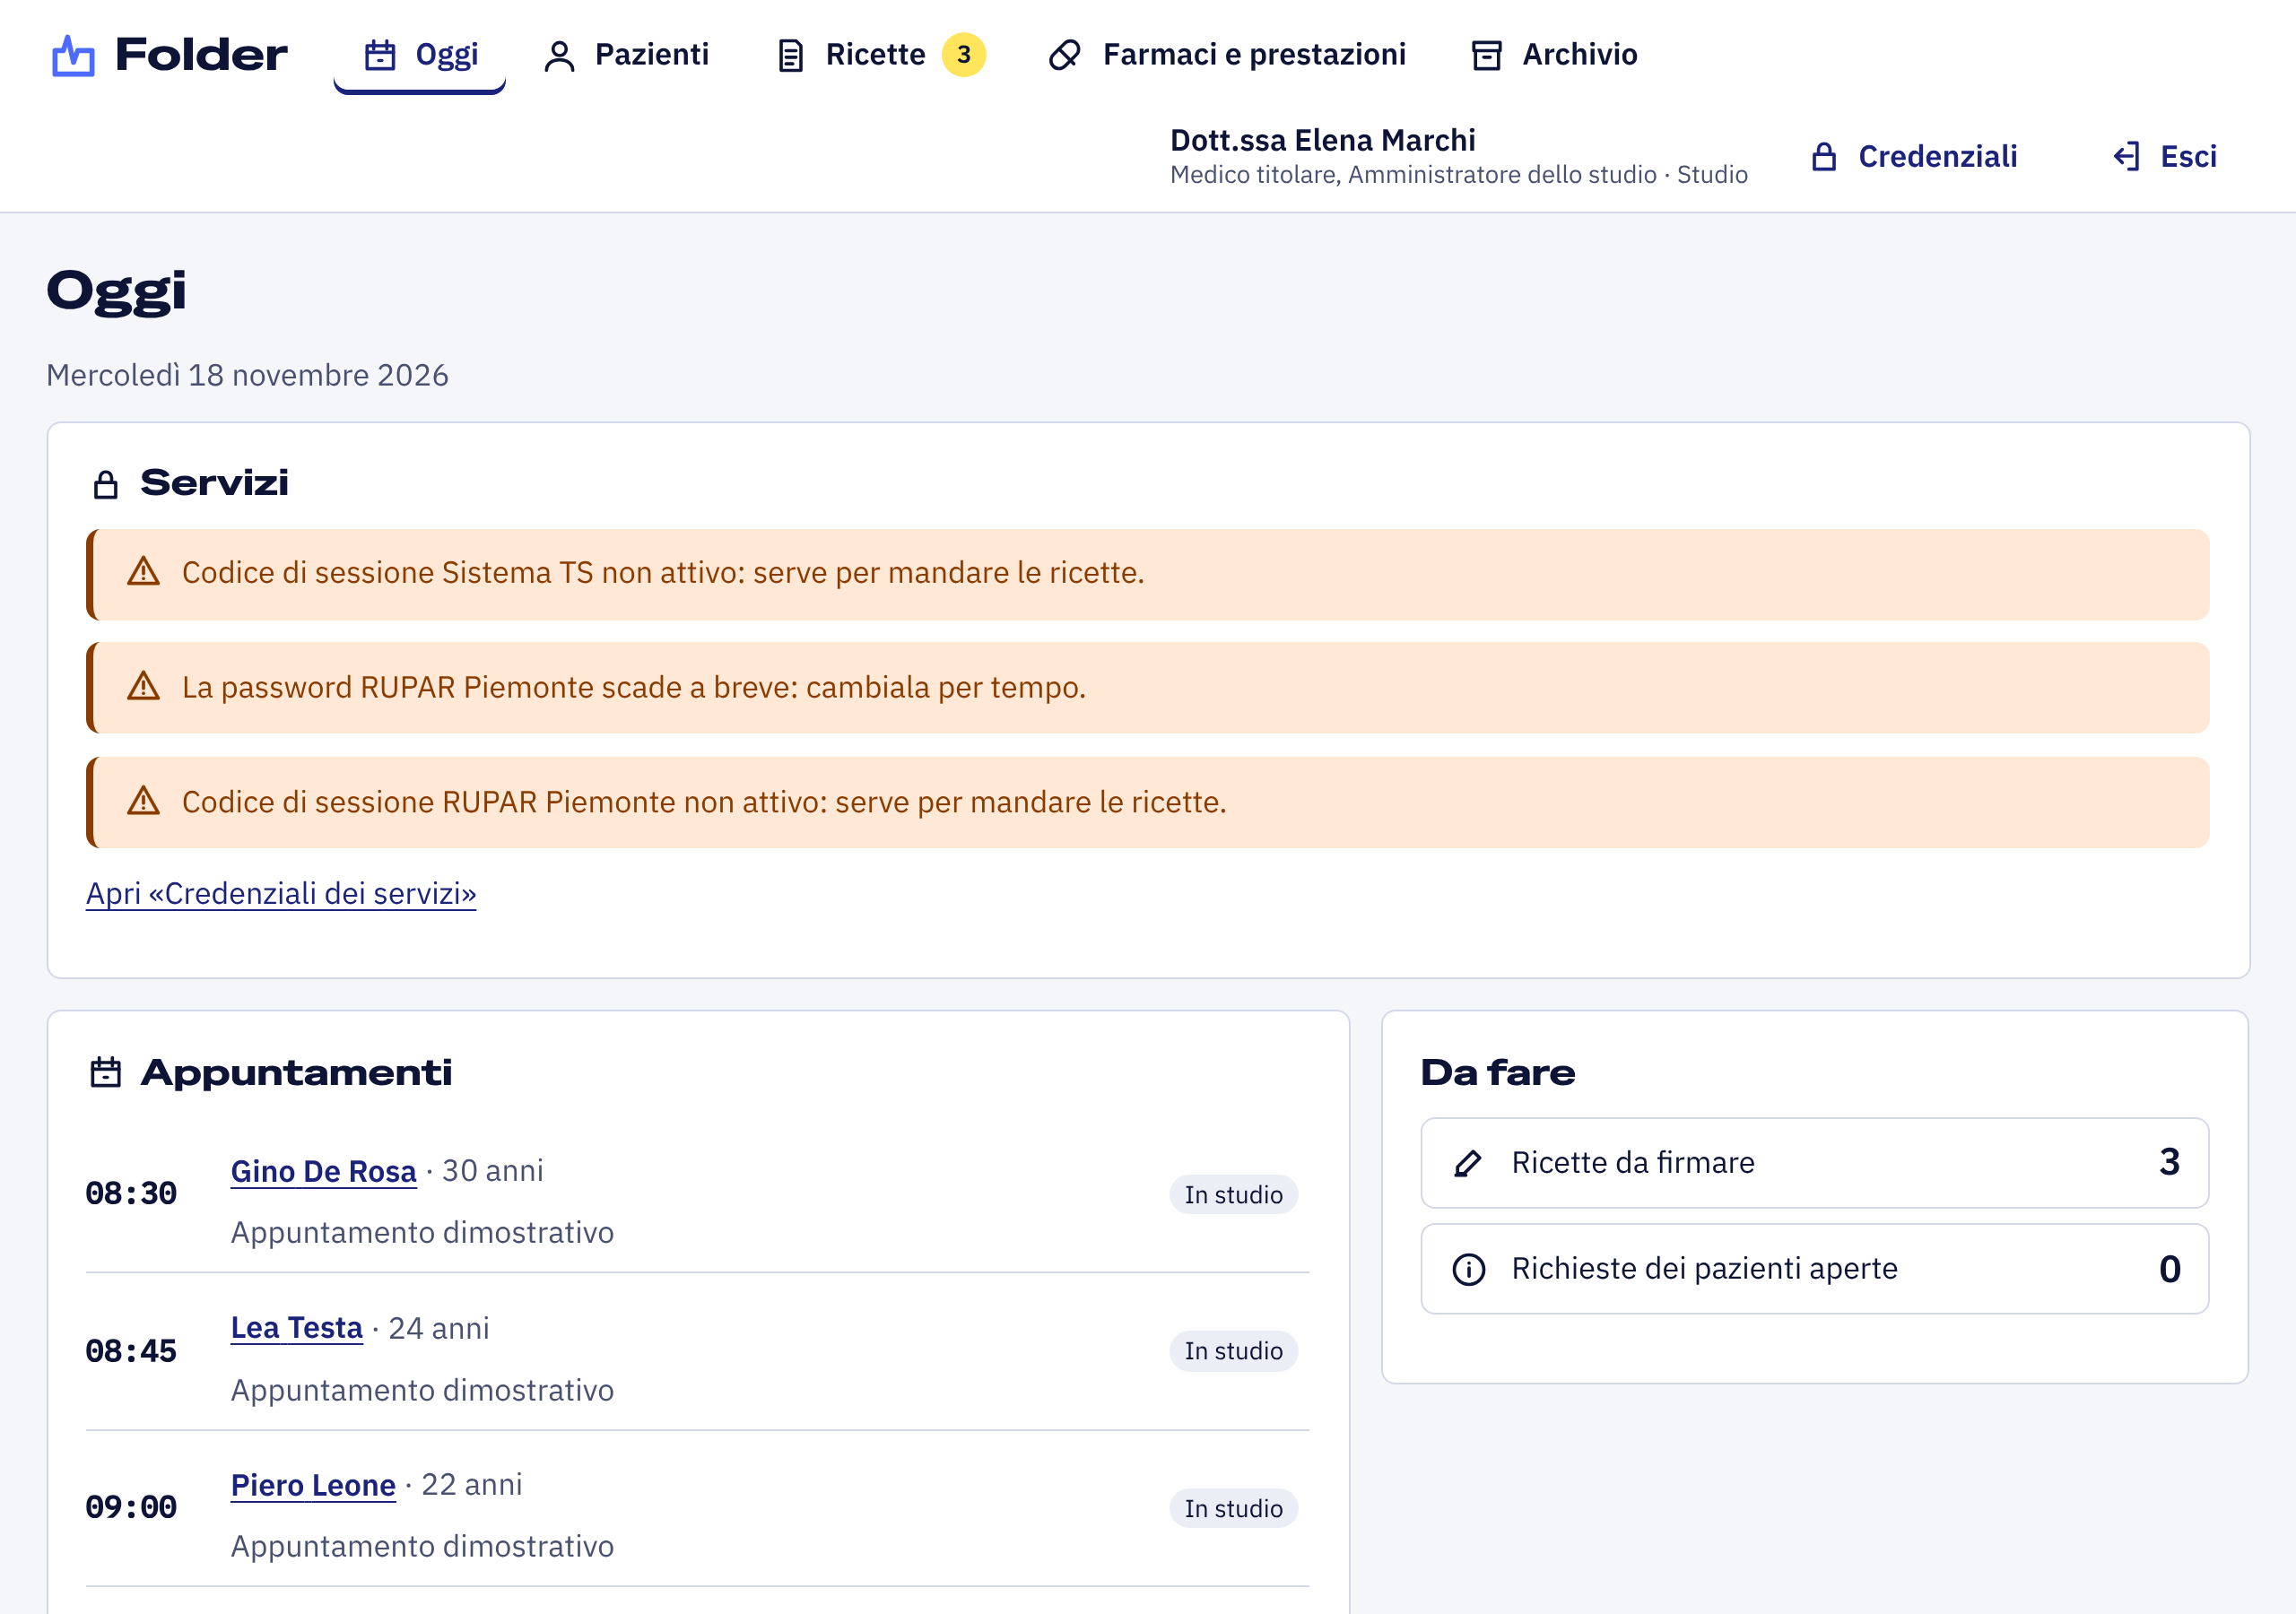 Folder
Oggi
Pazienti
Ricette 3
Farmaci e prestazioni
Archivio
Dott.ssa Elena Marchi
Medico titolare, Amministratore dello studio · Studio
Credenziali
Esci
Oggi
Mercoledì 18 novembre 2026
Servizi
Codice di sessione Sistema TS non attivo: serve per mandare le ricette.
La password RUPAR Piemonte scade a breve: cambiala per tempo.
Codice di sessione RUPAR Piemonte non attivo: serve per mandare le ricette.
Apri «Credenziali dei servizi»
Appuntamenti
08:30
Gino De Rosa · 30 anni
Appuntamento dimostrativo
In studio
08:45
Lea Testa · 24 anni
Appuntamento dimostrativo
In studio
09:00
Piero Leone · 22 anni
Appuntamento dimostrativo
In studio
Da fare
Ricette da firmare 3
Richieste dei pazienti aperte 0